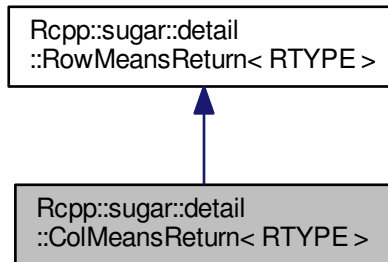 Rcpp::sugar::detail
::RowMeansReturn< RTYPE >
Rcpp::sugar::detail
::ColMeansReturn< RTYPE >